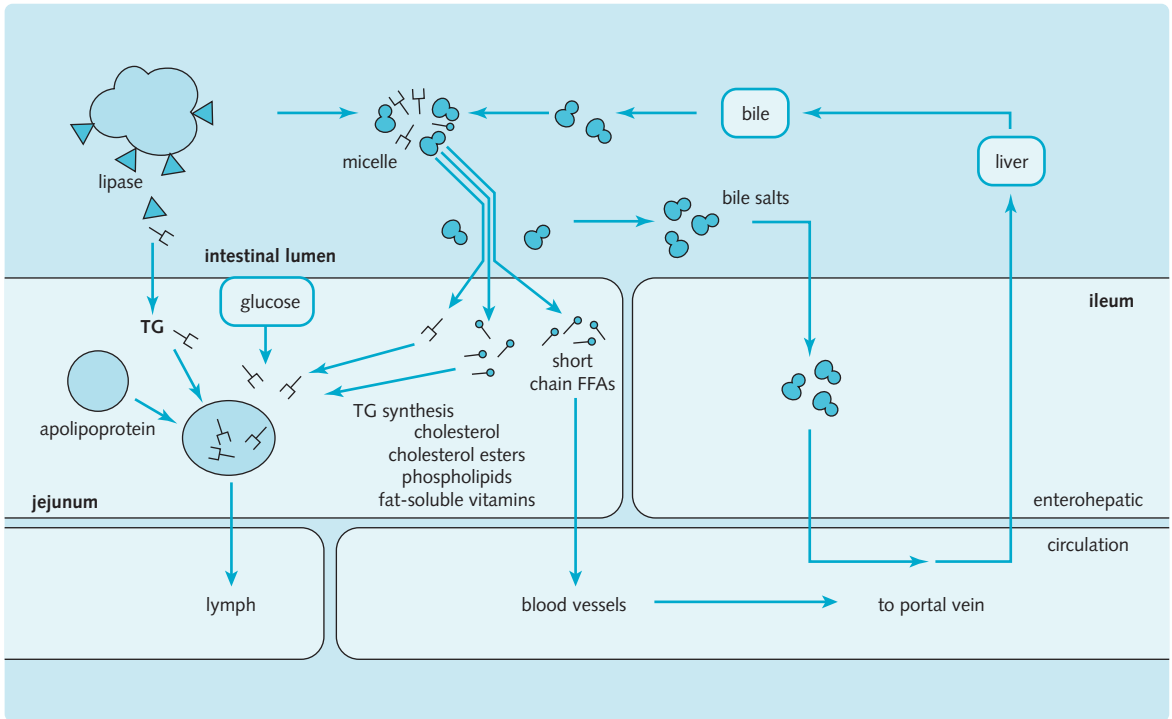 bile
micelle
liver
lipase
bile salts
intestinal lumen
glucose
ileum
TG
short
chain FFAs
apolipoprotein
TG synthesis
cholesterol
cholesterol esters
phospholipids
fat-soluble vitamins
jejunum
enterohepatic
circulation
lymph
blood vessels
to portal vein